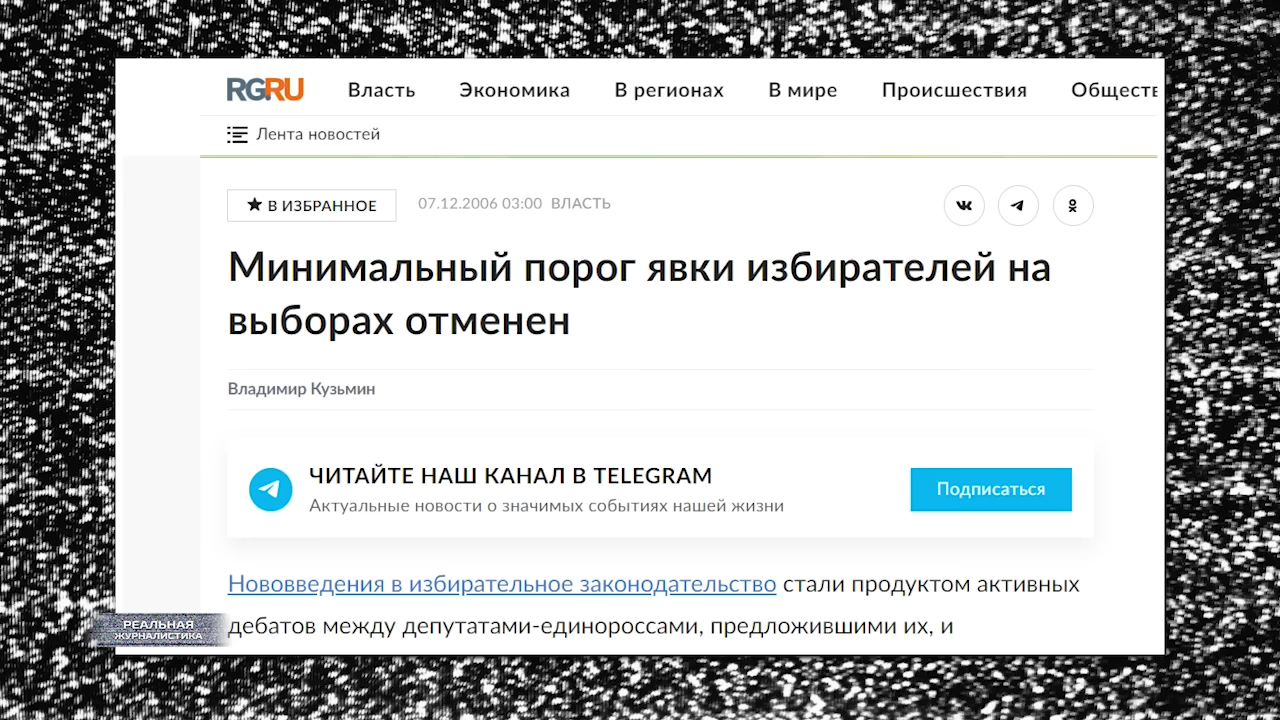 RGRU Власть Экономика В регионах В мире Происшествия Обществ
Лента новостей
В ИЗБРАННОЕ 07.12.2006 03:00 ВЛАСТЬ
Минимальный порог явки избирателей на
выборах отменен
Владимир Кузьмин
ЧИТАЙТЕ НАШ КАНАЛ В TELEGRAM
Актуальные новости о значимых событиях нашей жизни
Подписаться
Нововведения в избирательное законодательство стали продуктом активных
дебатов между депутатами-единороссами, предложившими их, и
РЕАЛЬНАЯ
ЖУРНАЛИСТИКА